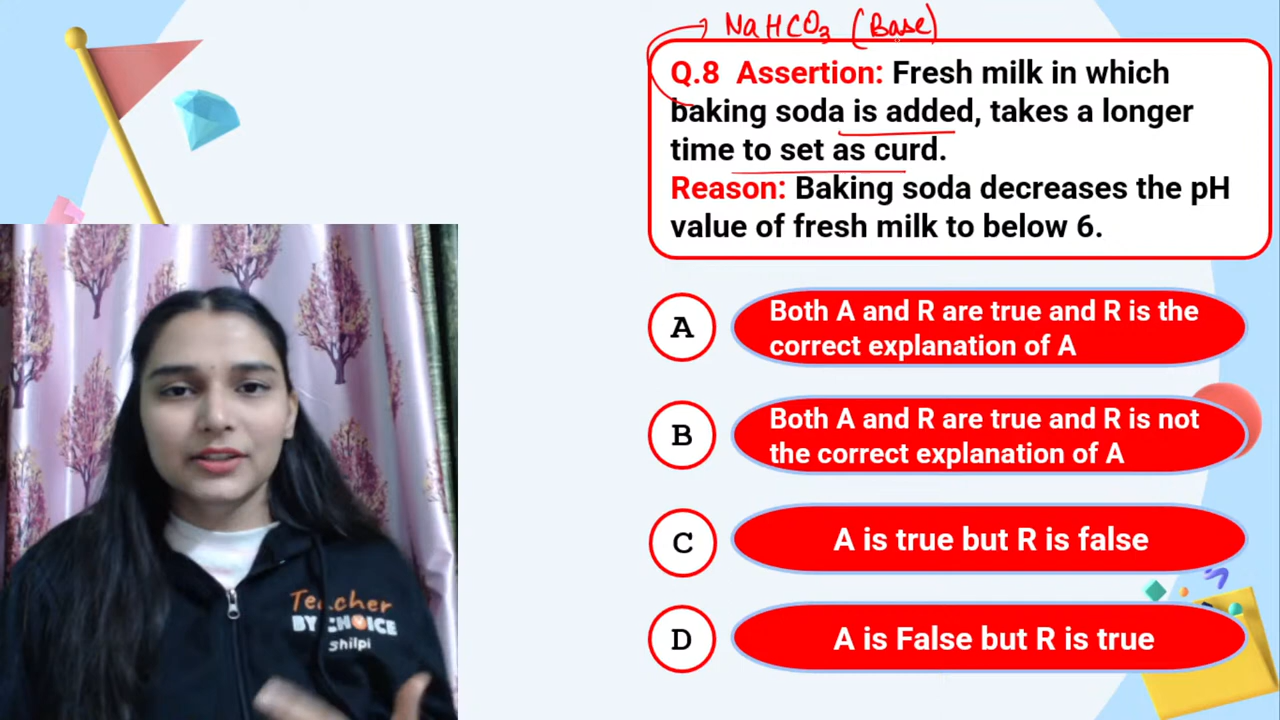 NaHCO₃ (Base)
Q.8 Assertion: Fresh milk in which
baking soda is added, takes a longer
time to set as curd.
Reason: Baking soda decreases the pH
value of fresh milk to below 6.
A
Both A and R are true and R is the
correct explanation of A
B
Both A and R are true and R is not
the correct explanation of A
C
A is true but R is false
D
A is False but R is true
Teacher
BY CHOICE
Shilpi